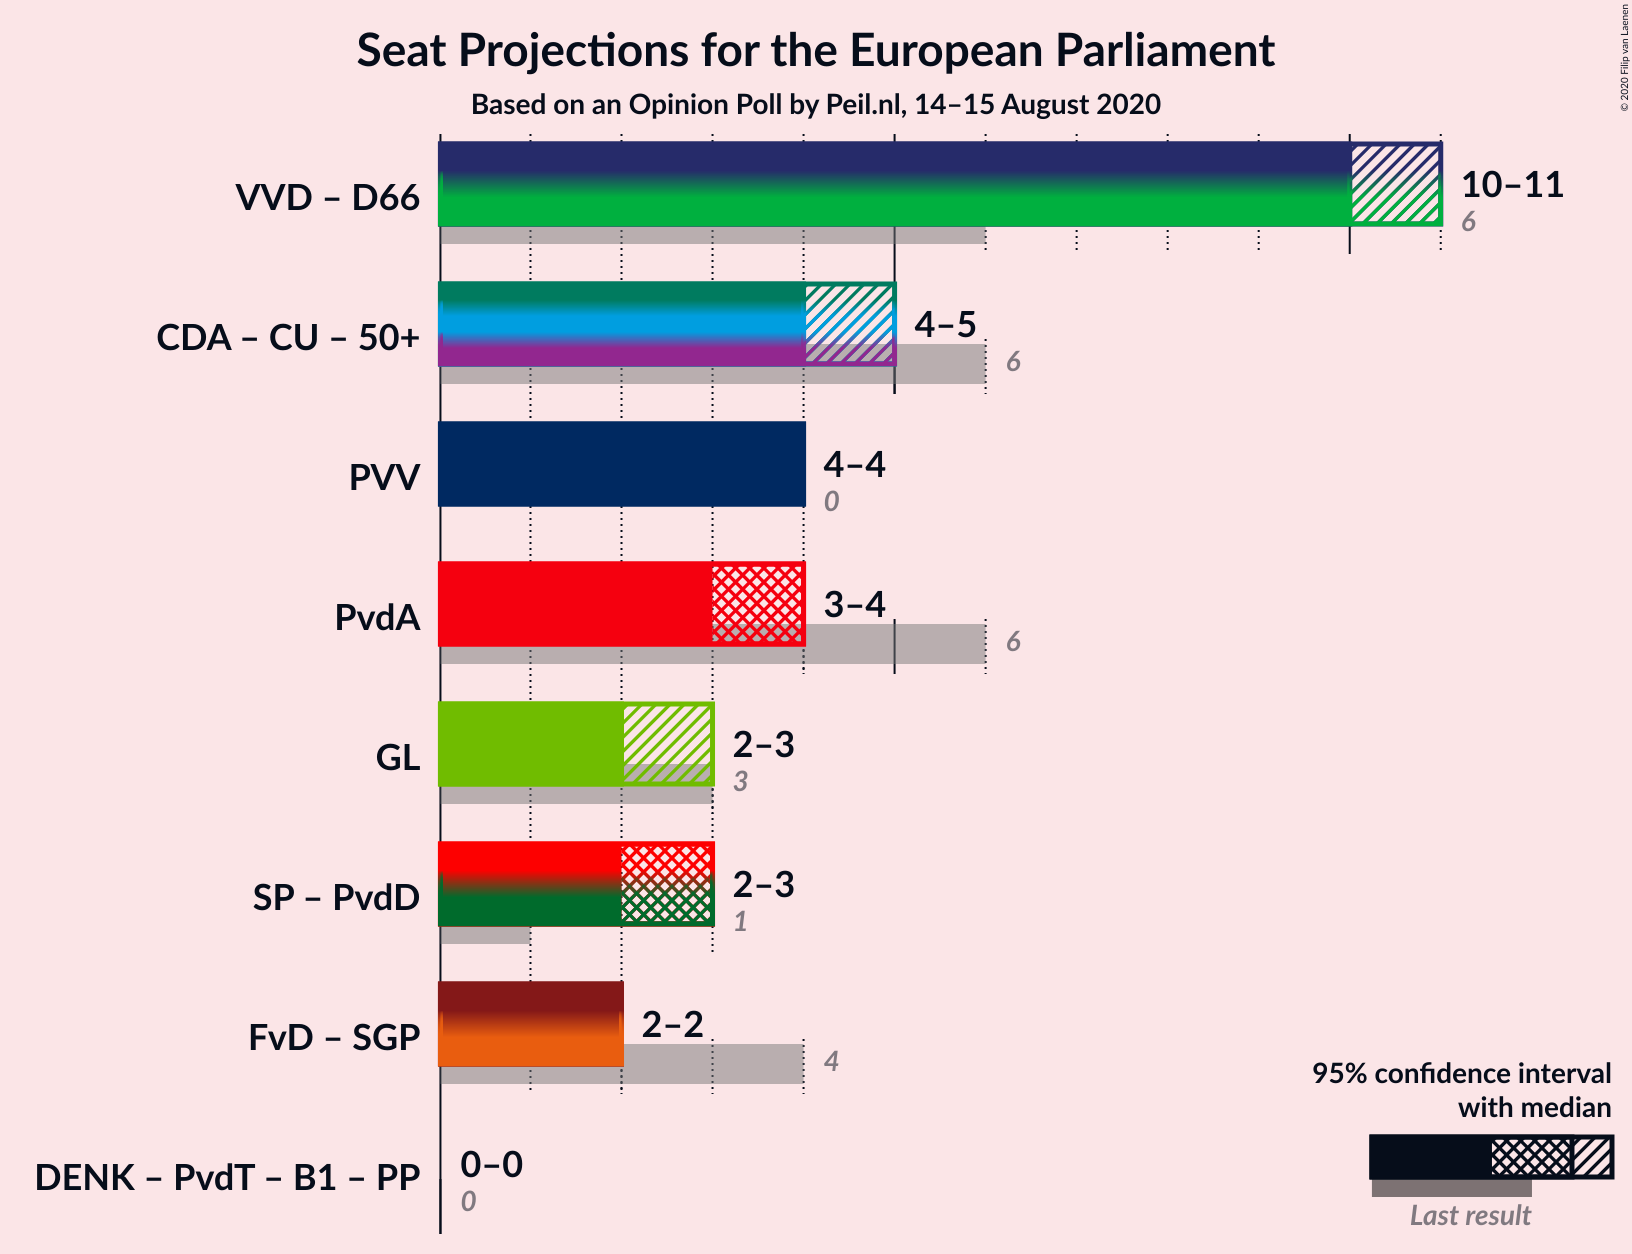 Seat Projections for the European Parliament
Based on an Opinion Poll by Peil.nl, 14–15 August 2020
© 2020 Filip van Laenen
VVD – D66
10–11
6
CDA – CU – 50+
4–5
6
PVV
4–4
0
PvdA
3–4
6
GL
2–3
3
SP – PvdD
2–3
1
FvD – SGP
2–2
4
DENK – PvdT – B1 – PP
0–0
0
95% confidence interval
with median
Last result